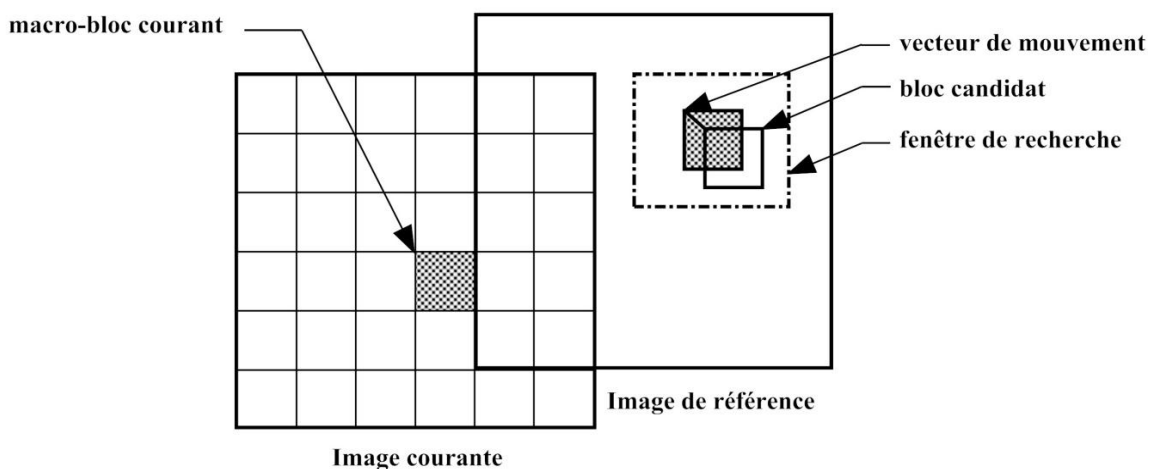 macro-bloc courant
vecteur de mouvement
bloc candidat
fenêtre de recherche
Image de référence
Image courante